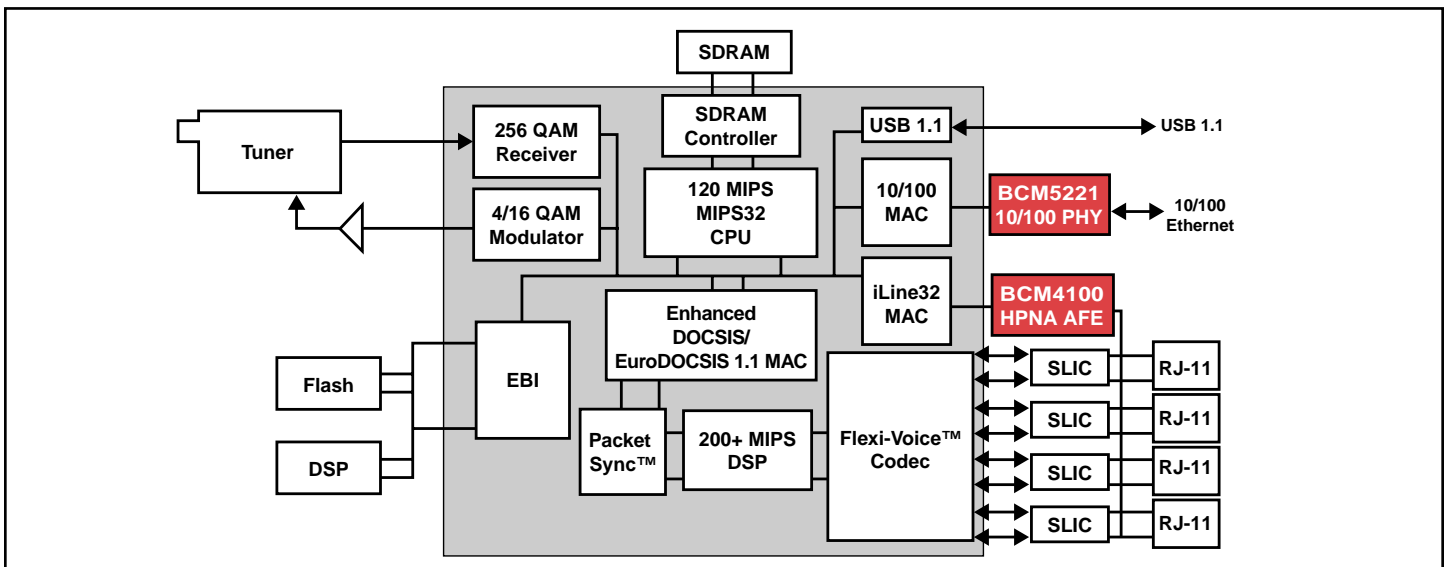 SDRAM
SDRAM
Controller
USB 1.1
USB 1.1
Tuner
256 QAM
Receiver
120 MIPS
MIPS32
CPU
10/100
MAC
BCM5221
10/100 PHY
10/100
Ethernet
4/16 QAM
Modulator
iLine32
MAC
BCM4100
HPNA AFE
Enhanced
DOCSIS/
EuroDOCSIS 1.1 MAC
EBI
Flash
DSP
Packet
Sync™
200+ MIPS
DSP
Flexi-Voice™
Codec
SLIC
RJ-11
SLIC
RJ-11
SLIC
RJ-11
SLIC
RJ-11